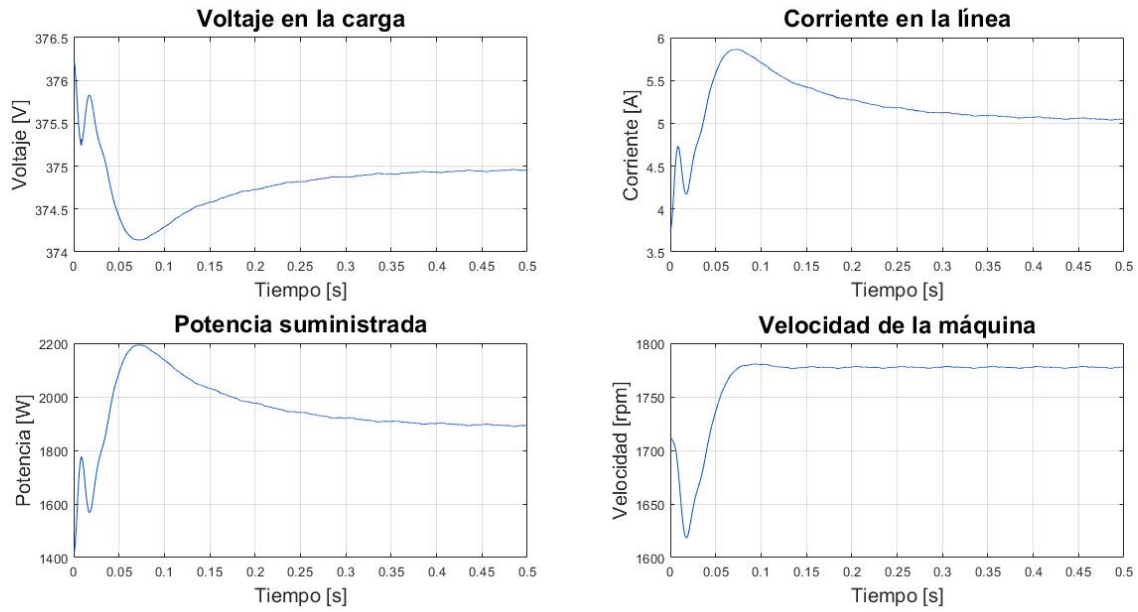 Voltaje en la carga
Voltaje [V]
376.5
376
375.5
375
374.5
374
0 0.05 0.1 0.15 0.2 0.25 0.3 0.35 0.4 0.45 0.5
Tiempo [s]
Corriente en la línea
Corriente [A]
6
5.5
5
4.5
4
3.5
0 0.05 0.1 0.15 0.2 0.25 0.3 0.35 0.4 0.45 0.5
Tiempo [s]
Potencia suministrada
Potencia [W]
2200
2000
1800
1600
1400
0 0.05 0.1 0.15 0.2 0.25 0.3 0.35 0.4 0.45 0.5
Tiempo [s]
Velocidad de la máquina
Velocidad [rpm]
1800
1750
1700
1650
1600
0 0.05 0.1 0.15 0.2 0.25 0.3 0.35 0.4 0.45 0.5
Tiempo [s]